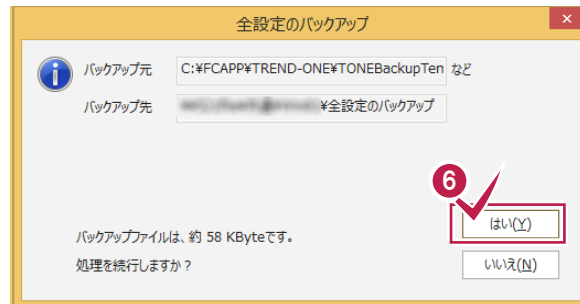 全設定のバックアップ
バックアップ元 C:¥FCAPP¥TREND-ONE¥TONEBackupTen など
バックアップ先 ¥全設定のバックアップ
6
はい(Y)
バックアップファイルは、約 58 KByteです。
処理を続行しますか？
いいえ(N)